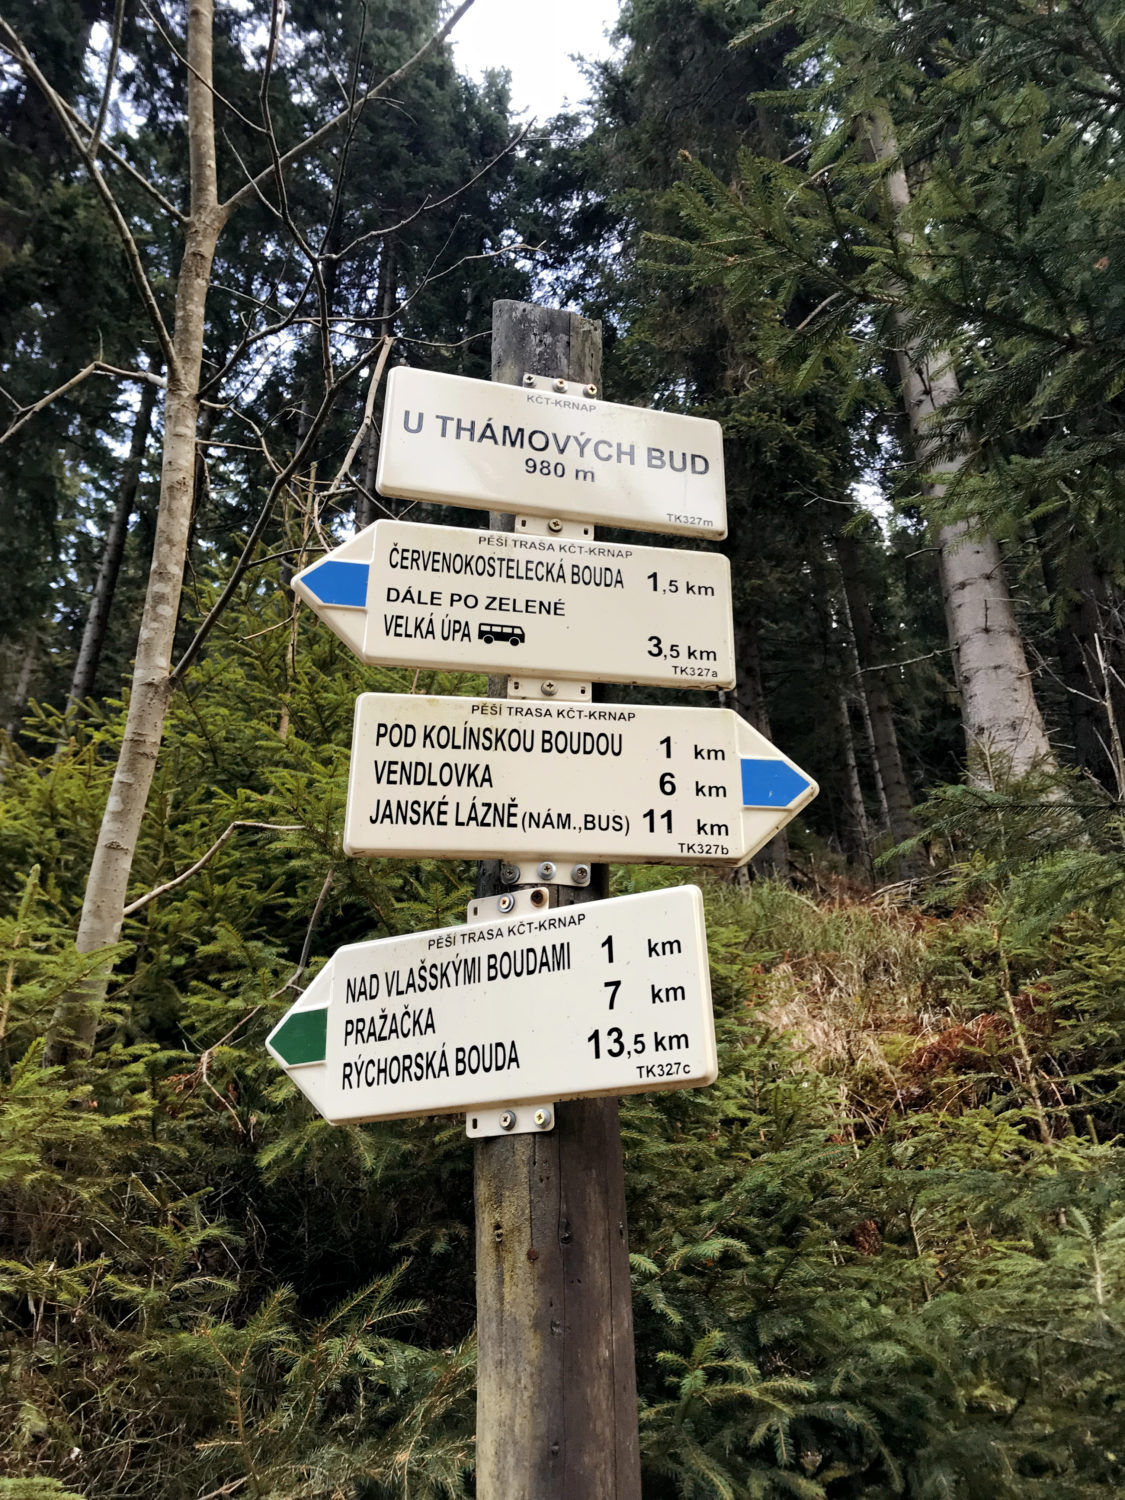 KČT-KRNAP
U THÁMOVÝCH BUD
980 m
TK327m
PĚŠÍ TRASA KČT-KRNAP
ČERVENOKOSTELECKÁ BOUDA 1,5 km
DÁLE PO ZELENÉ
VELKÁ ÚPA 3,5 km
TK327a
PĚŠÍ TRASA KČT-KRNAP
POD KOLÍNSKOU BOUDOU 1 km
VENDLOVKA 6 km
JANSKÉ LÁZNĚ (NÁM.,BUS) 11 km
TK327b
PĚŠÍ TRASA KČT-KRNAP
NAD VLAŠSKÝMI BOUDAMI 1 km
PRAŽAČKA 7 km
RÝCHORSKÁ BOUDA 13,5 km
TK327c